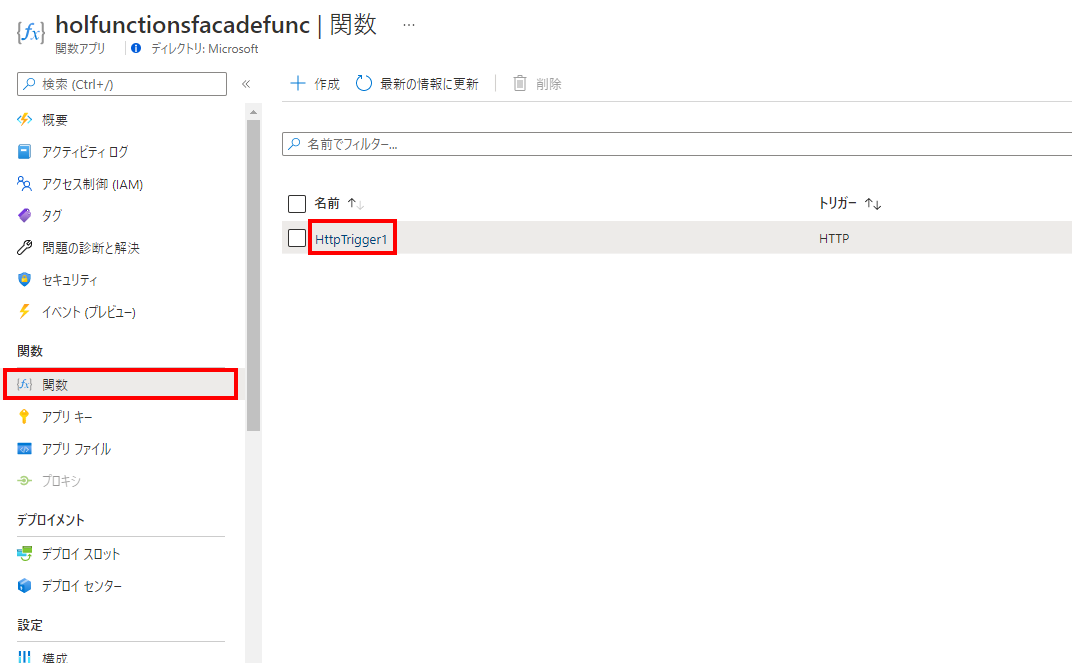 holfunctionsfacadefunc | 関数 …
関数アプリ ディレクトリ: Microsoft
検索 (Ctrl+/)
«
概要
アクティビティ ログ
アクセス制御 (IAM)
タグ
問題の診断と解決
セキュリティ
イベント (プレビュー)
関数
関数
アプリ キー
アプリ ファイル
プロキシ
デプロイメント
デプロイ スロット
デプロイ センター
設定
構成
作成 最新の情報に更新 削除
名前でフィルター...
名前 ↑↓ トリガー ↑↓
HttpTrigger1 HTTP